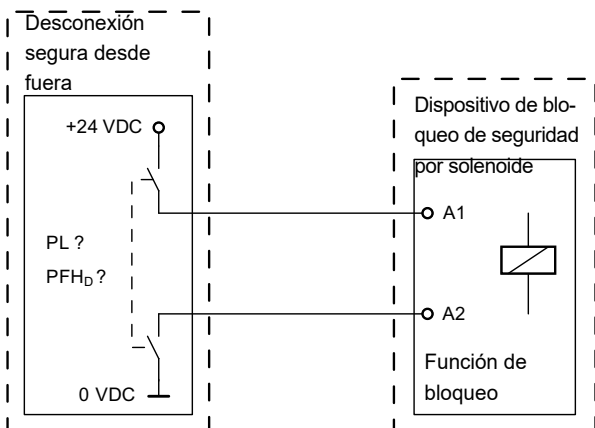 Desconexión
segura desde
fuera
+24 VDC
PL ?
PFHD ?
0 VDC
Dispositivo de blo-
queo de seguridad
por solenoide
A1
A2
Función de
bloqueo